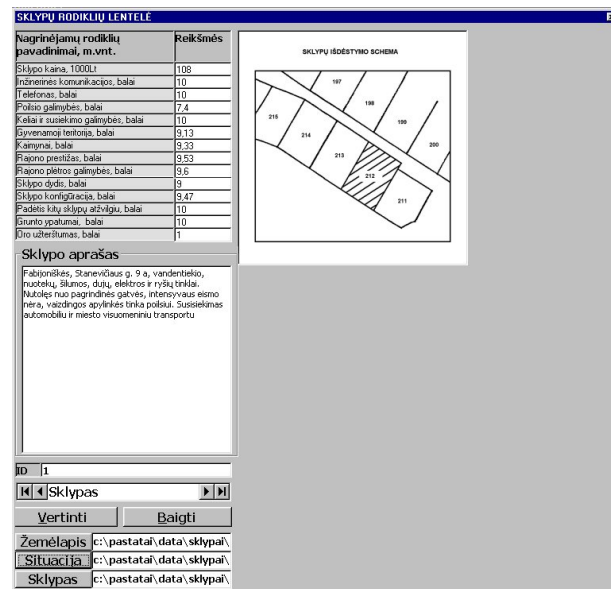 SKLYPŲ RODIKLIŲ LENTELĖ
Nagrinėjamų rodiklių pavadinimai, m.vnt. Reikšmės
Sklypo kaina, 1000Lt 108
Inžinerinės komunikacijos, balai 10
Telefonas, balai 10
Poilsio galimybės, balai 7,4
Keliai ir susiekimo galimybės, balai 10
Gyvenamoji teritorija, balai 9,13
Kaimynai, balai 9,33
Rajono prestižas, balai 9,53
Rajono plėtros galimybės, balai 9,6
Sklypo dydis, balai 9
Sklypo konfigūracija, balai 9,47
Padėtis kitų sklypų atžvilgiu, balai 10
Grunto ypatumai, balai 10
Oro užterštumas, balai 1
SKLYPŲ IŠDĖSTYMO SCHEMA
197
198
199
200
215
214
213
212
211
Sklypo aprašas
Fabijoniškės, Stanevičiaus g. 9 a, vandentiekio,
nuotekų, šilumos, dujų, elektros ir ryšių tinklai.
Nutolęs nuo pagrindinės gatvės, intensyvaus eismo
nėra, vaizdingos apylinkės tinka poilsiui. Susisiekimas
automobiliu ir miesto visuomeniniu transportu
ID 1
Sklypas
Vertinti Baigti
Žemėlapis c:\pastatai\data\sklypai\
Situacija c:\pastatai\data\sklypai\
Sklypas c:\pastatai\data\sklypai\